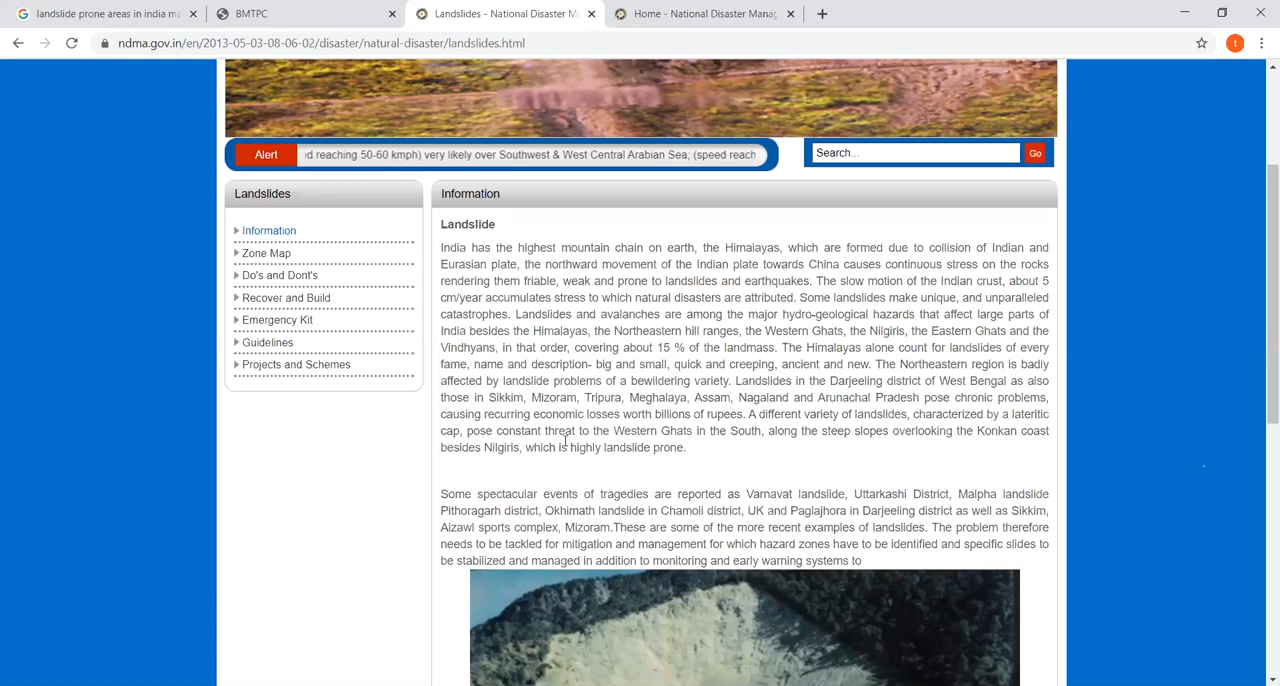 landslide prone areas in india ma
BMTPC
Landslides - National Disaster M
Home - National Disaster Manag
ndma.gov.in/en/2013-05-03-08-06-02/disaster/natural-disaster/landslides.html
t
Alert
ed reaching 50-60 kmph) very likely over Southwest & West Central Arabian Sea; (speed reach
Search...
Go
Landslides
Information
Zone Map
Do's and Dont's
Recover and Build
Emergency Kit
Guidelines
Projects and Schemes
Information
Landslide
India has the highest mountain chain on earth, the Himalayas, which are formed due to collision of Indian and
Eurasian plate, the northward movement of the Indian plate towards China causes continuous stress on the rocks
rendering them friable, weak and prone to landslides and earthquakes. The slow motion of the Indian crust, about 5
cm/year accumulates stress to which natural disasters are attributed. Some landslides make unique, and unparalleled
catastrophes. Landslides and avalanches are among the major hydro-geological hazards that affect large parts of
India besides the Himalayas, the Northeastern hill ranges, the Western Ghats, the Nilgiris, the Eastern Ghats and the
Vindhyans, in that order, covering about 15 % of the landmass. The Himalayas alone count for landslides of every
fame, name and description- big and small, quick and creeping, ancient and new. The Northeastern region is badly
affected by landslide problems of a bewildering variety. Landslides in the Darjeeling district of West Bengal as also
those in Sikkim, Mizoram, Tripura, Meghalaya, Assam, Nagaland and Arunachal Pradesh pose chronic problems,
causing recurring economic losses worth billions of rupees. A different variety of landslides, characterized by a lateritic
cap, pose constant threat to the Western Ghats in the South, along the steep slopes overlooking the Konkan coast
besides Nilgiris, which is highly landslide prone.
Some spectacular events of tragedies are reported as Varnavat landslide, Uttarkashi District, Malpha landslide
Pithoragarh district, Okhimath landslide in Chamoli district, UK and Paglajhora in Darjeeling district as well as Sikkim,
Aizawl sports complex, Mizoram.These are some of the more recent examples of landslides. The problem therefore
needs to be tackled for mitigation and management for which hazard zones have to be identified and specific slides to
be stabilized and managed in addition to monitoring and early warning systems to